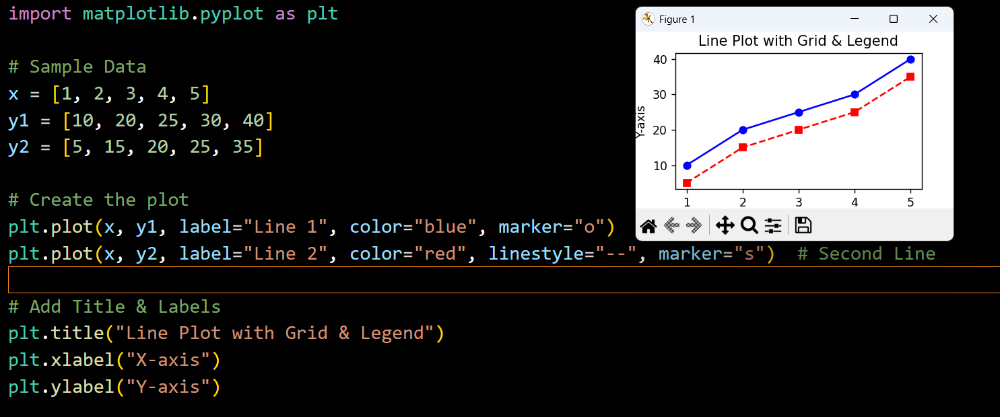 import matplotlib.pyplot as plt
# Sample Data
x = [1, 2, 3, 4, 5]
y1 = [10, 20, 25, 30, 40]
y2 = [5, 15, 20, 25, 35]
# Create the plot
plt.plot(x, y1, label="Line 1", color="blue", marker="o")
plt.plot(x, y2, label="Line 2", color="red", linestyle="--", marker="s")  # Second Line
# Add Title & Labels
plt.title("Line Plot with Grid & Legend")
plt.xlabel("X-axis")
plt.ylabel("Y-axis")
Figure 1
Line Plot with Grid & Legend
Y-axis
40
30
20
10
1 2 3 4 5